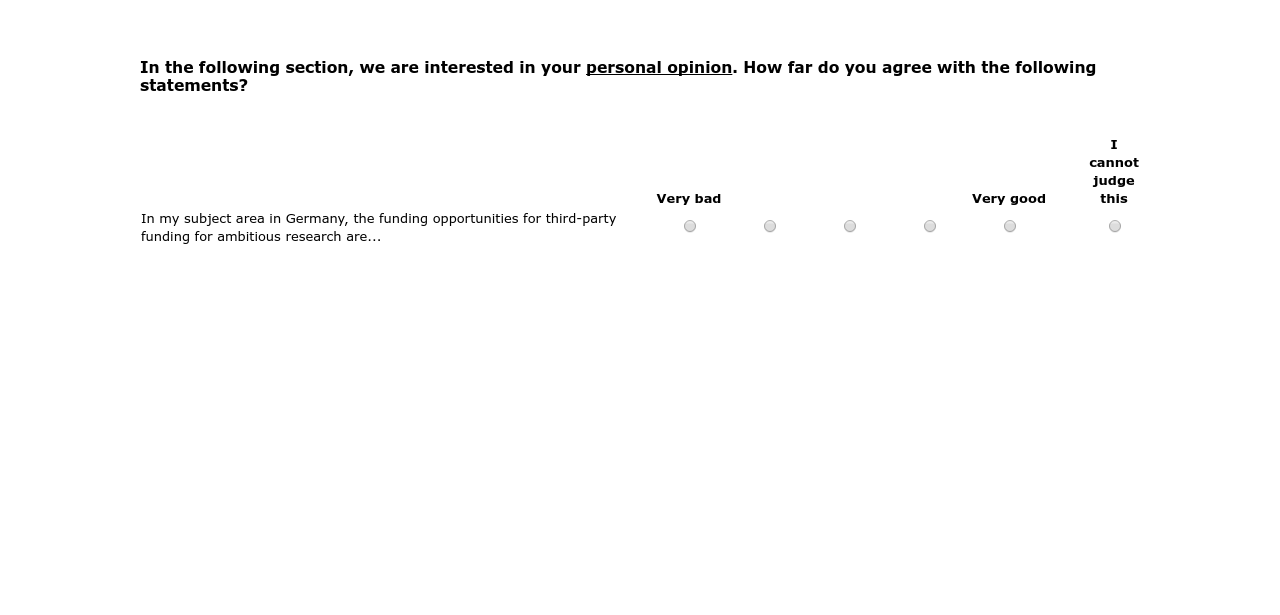 In the following section, we are interested in your personal opinion. How far do you agree with the following
statements?
I
cannot
judge
this
Very bad
Very good
In my subject area in Germany, the funding opportunities for third-party
funding for ambitious research are...